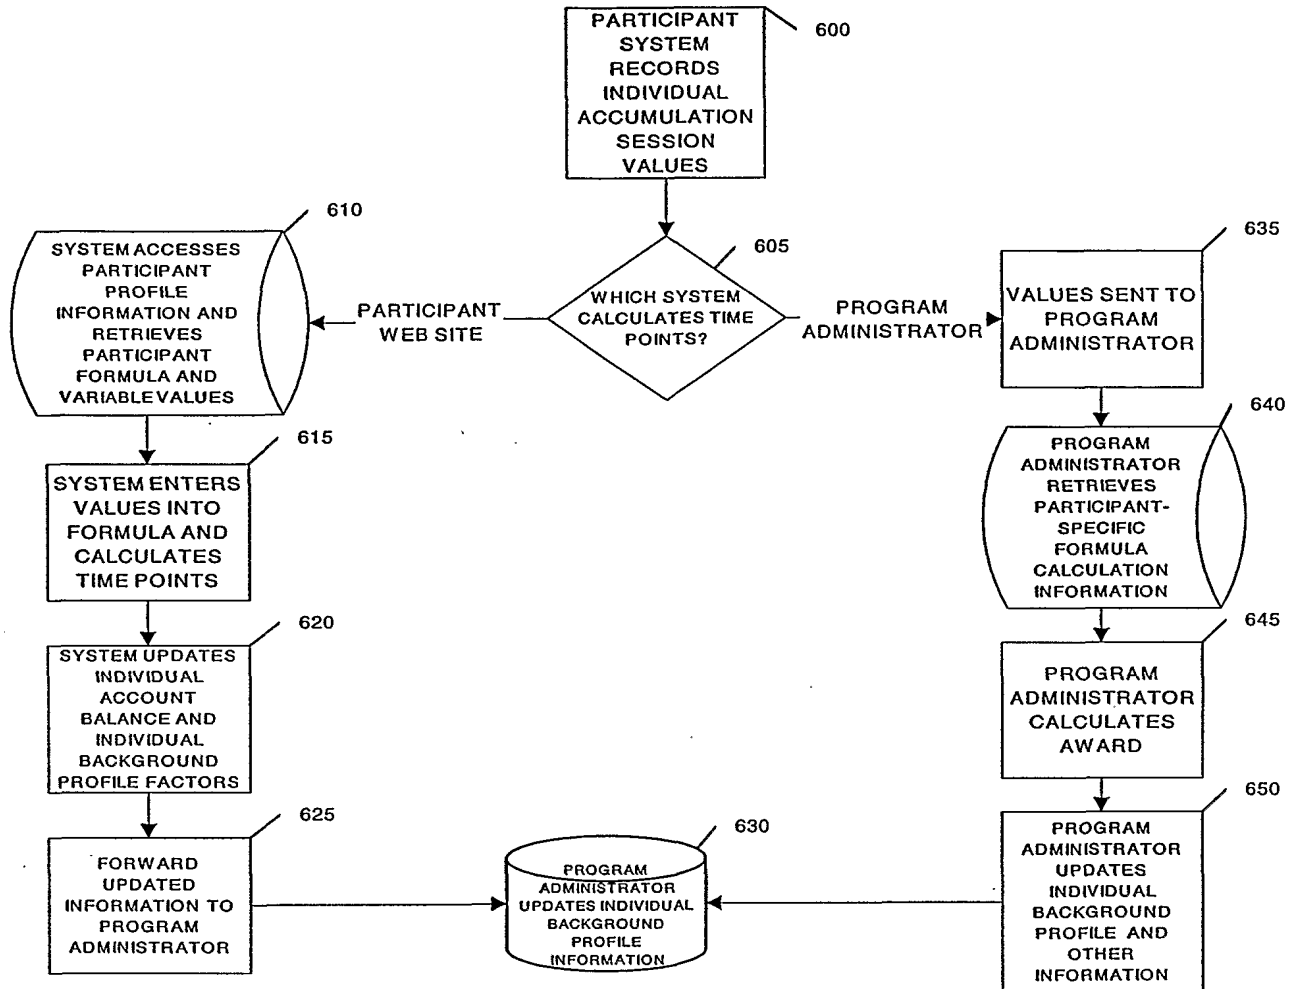 PARTICIPANT
SYSTEM
RECORDS
INDIVIDUAL
ACCUMULATION
SESSION
VALUES
600
605
WHICH SYSTEM
CALCULATES TIME
POINTS?
PARTICIPANT
WEB SITE
PROGRAM
ADMINISTRATOR
610
SYSTEM ACCESSES
PARTICIPANT
PROFILE
INFORMATION AND
RETRIEVES
PARTICIPANT
FORMULA AND
VARIABLE VALUES
615
SYSTEM ENTERS
VALUES INTO
FORMULA AND
CALCULATES
TIME POINTS
620
SYSTEM UPDATES
INDIVIDUAL
ACCOUNT
BALANCE AND
INDIVIDUAL
BACKGROUND
PROFILE FACTORS
625
FORWARD
UPDATED
INFORMATION TO
PROGRAM
ADMINISTRATOR
630
PROGRAM
ADMINISTRATOR
UPDATES INDIVIDUAL
BACKGROUND
PROFILE
INFORMATION
635
VALUES SENT TO
PROGRAM
ADMINISTRATOR
640
PROGRAM
ADMINISTRATOR
RETRIEVES
PARTICIPANT-
SPECIFIC
FORMULA
CALCULATION
INFORMATION
645
PROGRAM
ADMINISTRATOR
CALCULATES
AWARD
650
PROGRAM
ADMINISTRATOR
UPDATES
INDIVIDUAL
BACKGROUND
PROFILE AND
OTHER
INFORMATION